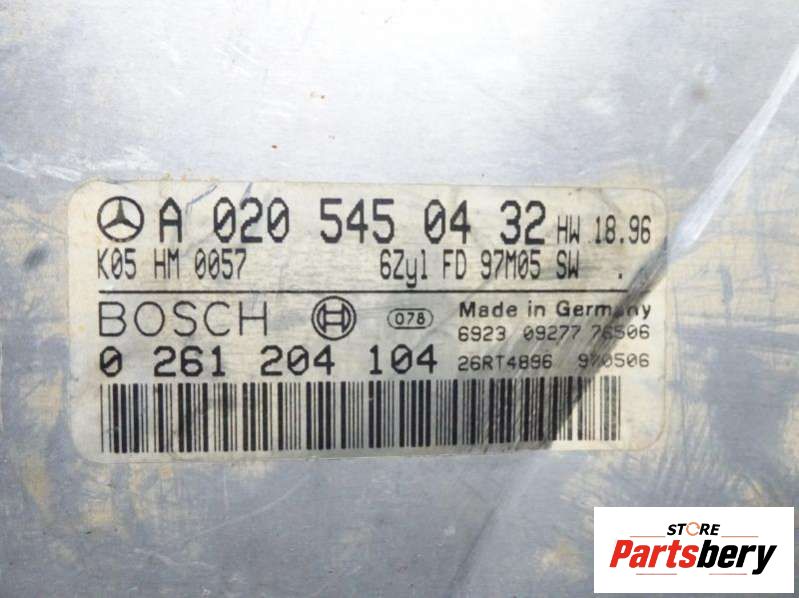 A 020 545 04 32 HW 18.96
K05 HM 0057 6Zyl FD 97M05 SW .
BOSCH 078 Made in Germany
6923 09277 76506
0 261 204 104 26RT4896 970506
STORE
Partsbery